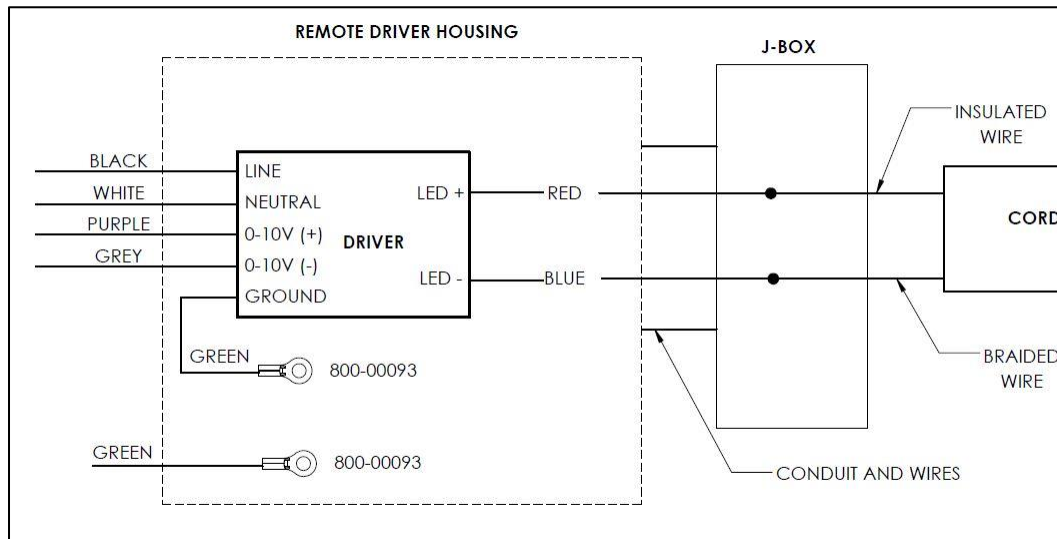 REMOTE DRIVER HOUSING
J-BOX
INSULATED
WIRE
BLACK
LINE
WHITE
NEUTRAL
LED +
RED
PURPLE
0-10V (+)
DRIVER
CORD
GREY
0-10V (-)
LED -
BLUE
GROUND
GREEN
800-00093
BRAIDED
WIRE
GREEN
800-00093
CONDUIT AND WIRES